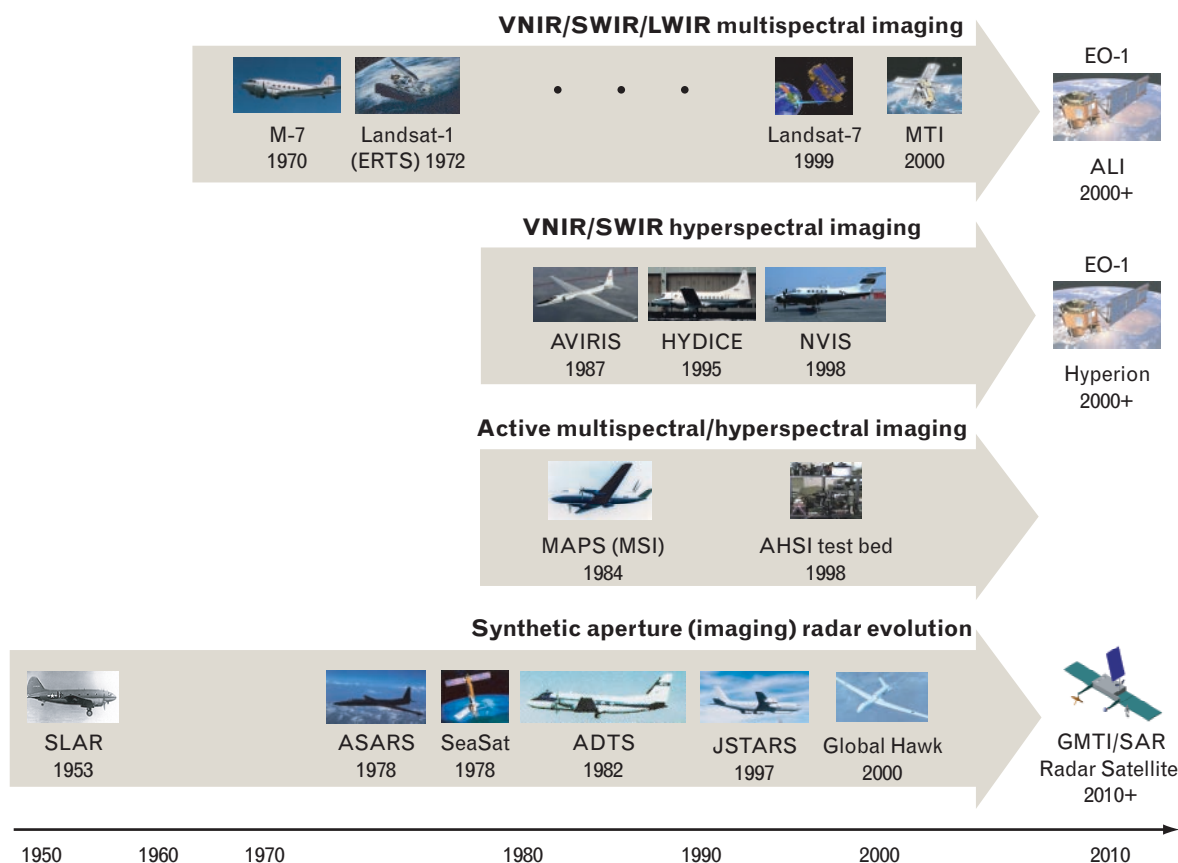 VNIR/SWIR/LWIR multispectral imaging
M-7
1970
Landsat-1
(ERTS) 1972
• • •
Landsat-7
1999
MTI
2000
EO-1
ALI
2000+
VNIR/SWIR hyperspectral imaging
AVIRIS
1987
HYDICE
1995
NVIS
1998
EO-1
Hyperion
2000+
Active multispectral/hyperspectral imaging
MAPS (MSI)
1984
AHSI test bed
1998
Synthetic aperture (imaging) radar evolution
SLAR
1953
ASARS
1978
SeaSat
1978
ADTS
1982
JSTARS
1997
Global Hawk
2000
GMTI/SAR
Radar Satellite
2010+
1950 1960 1970 1980 1990 2000 2010